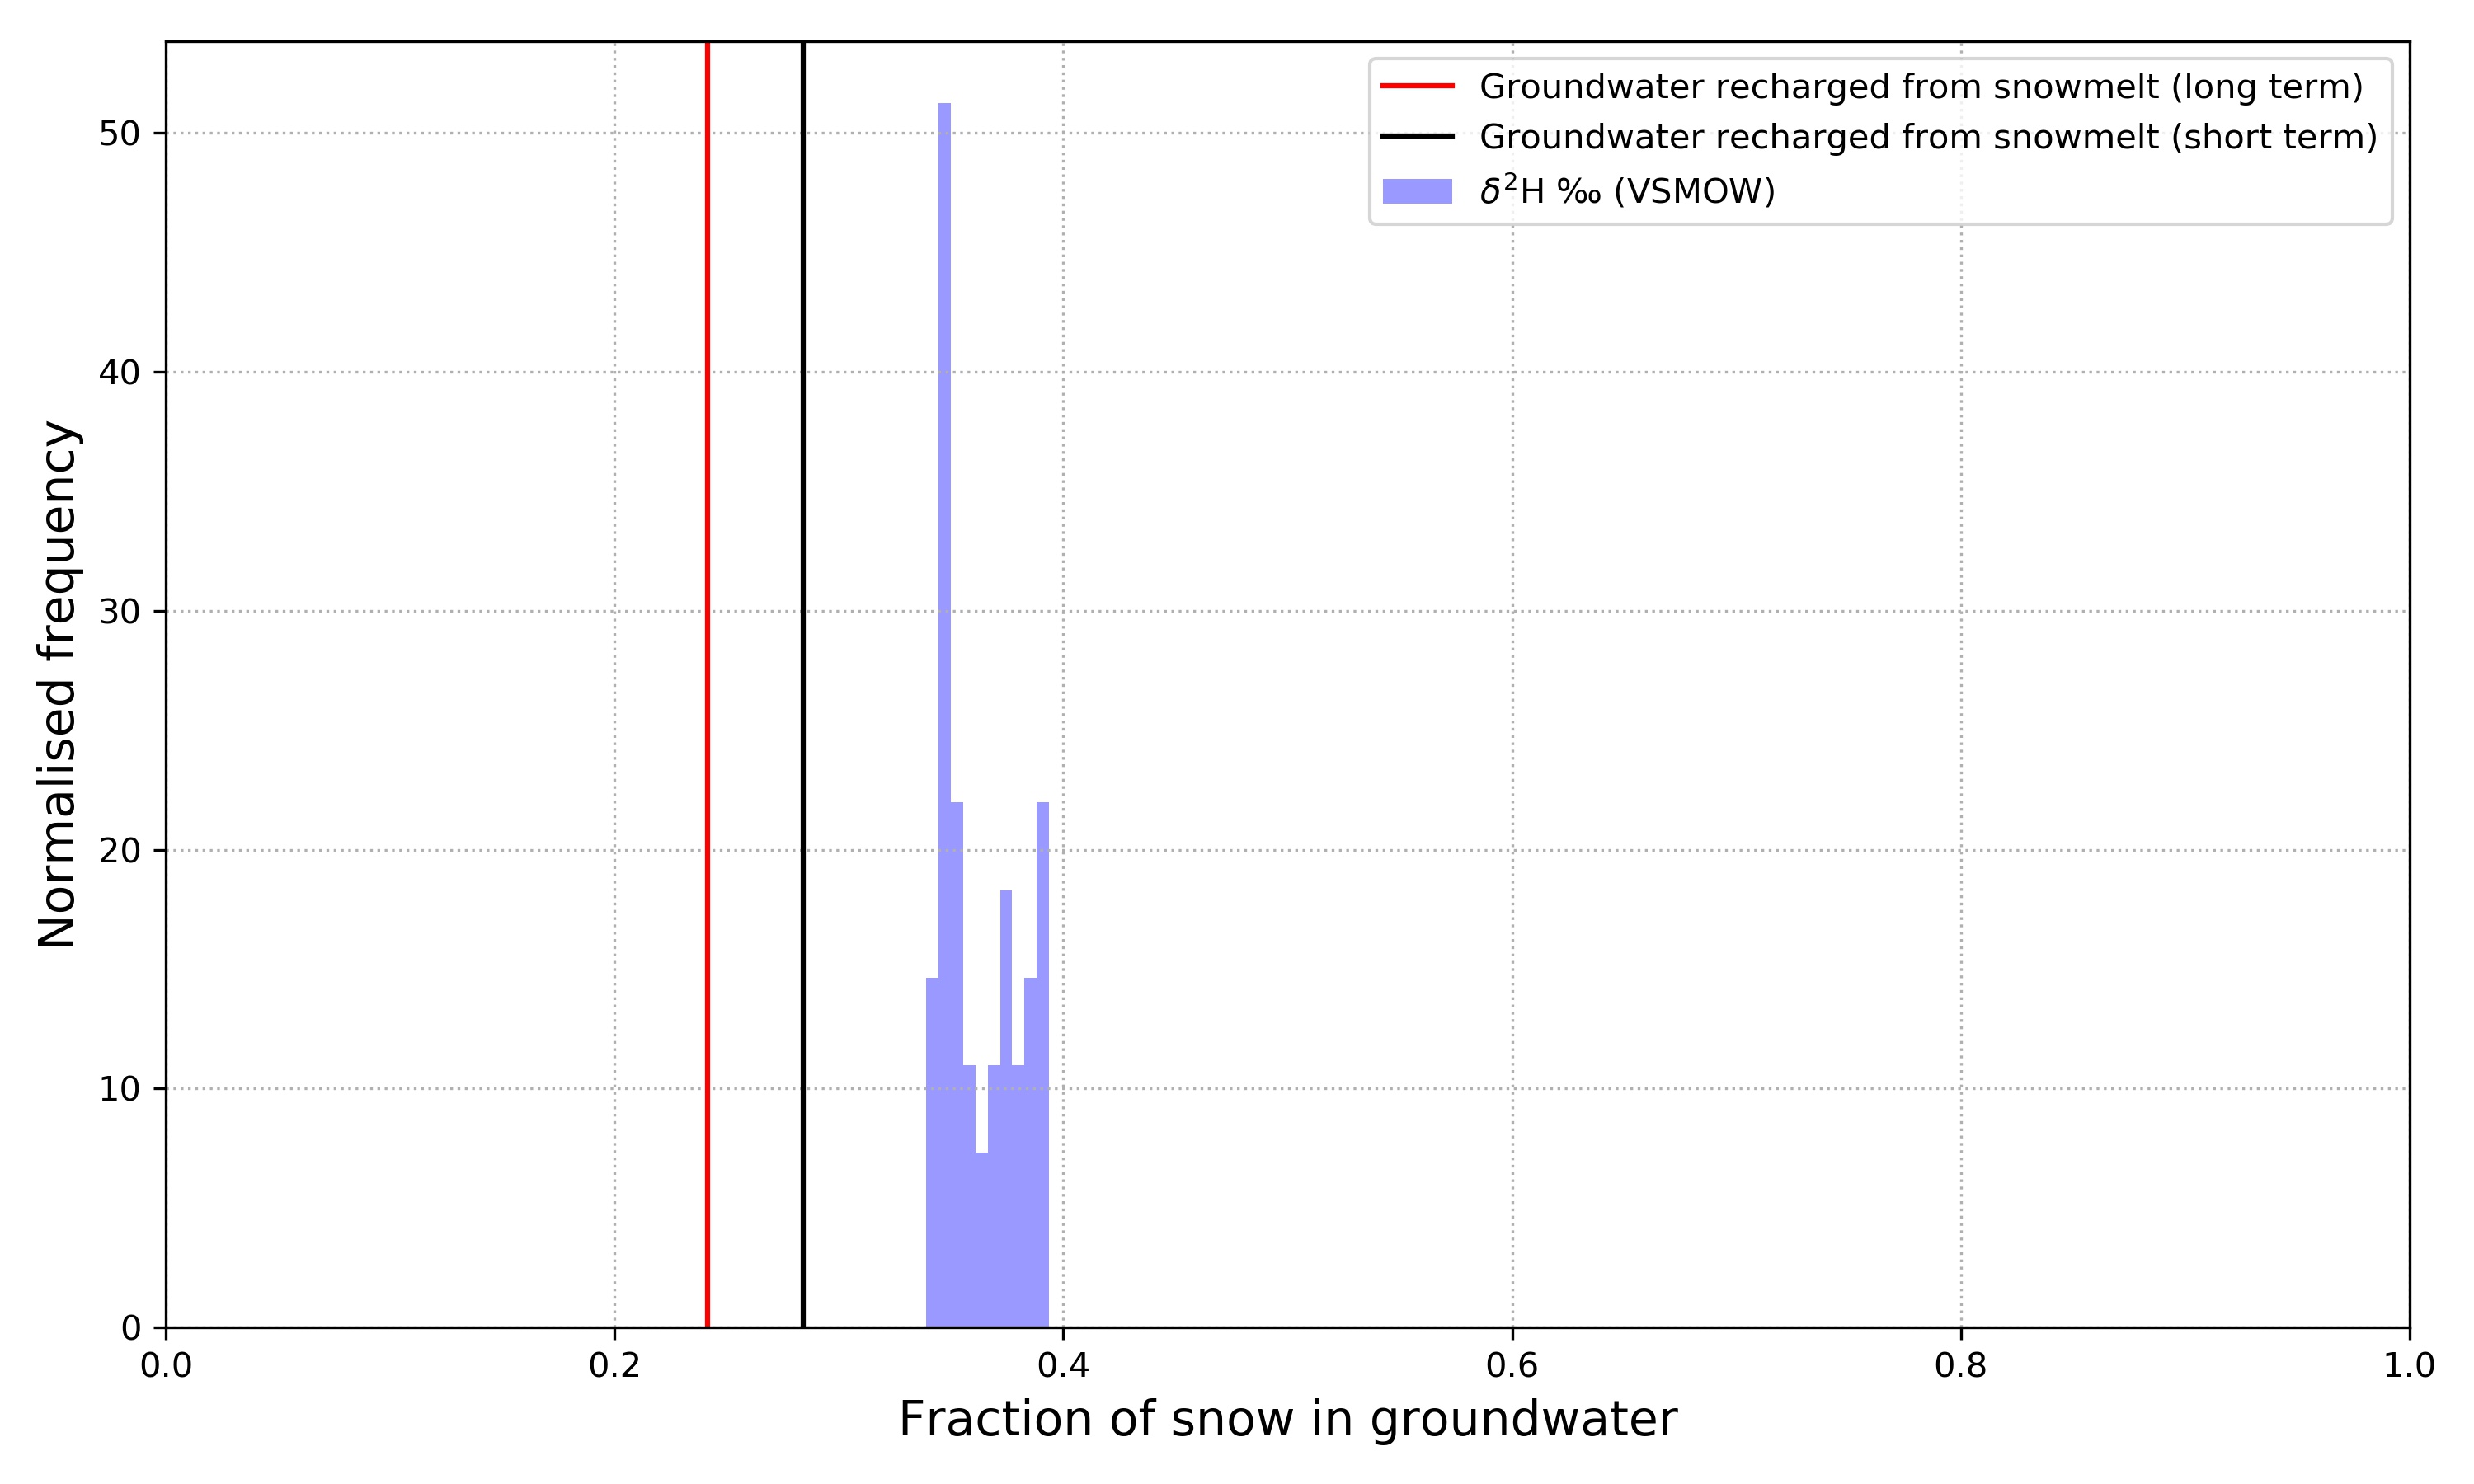 Groundwater recharged from snowmelt (long term)
Groundwater recharged from snowmelt (short term)
δ²H ‰ (VSMOW)
Normalised frequency
50
40
30
20
10
0
0.0 0.2 0.4 0.6 0.8 1.0
Fraction of snow in groundwater